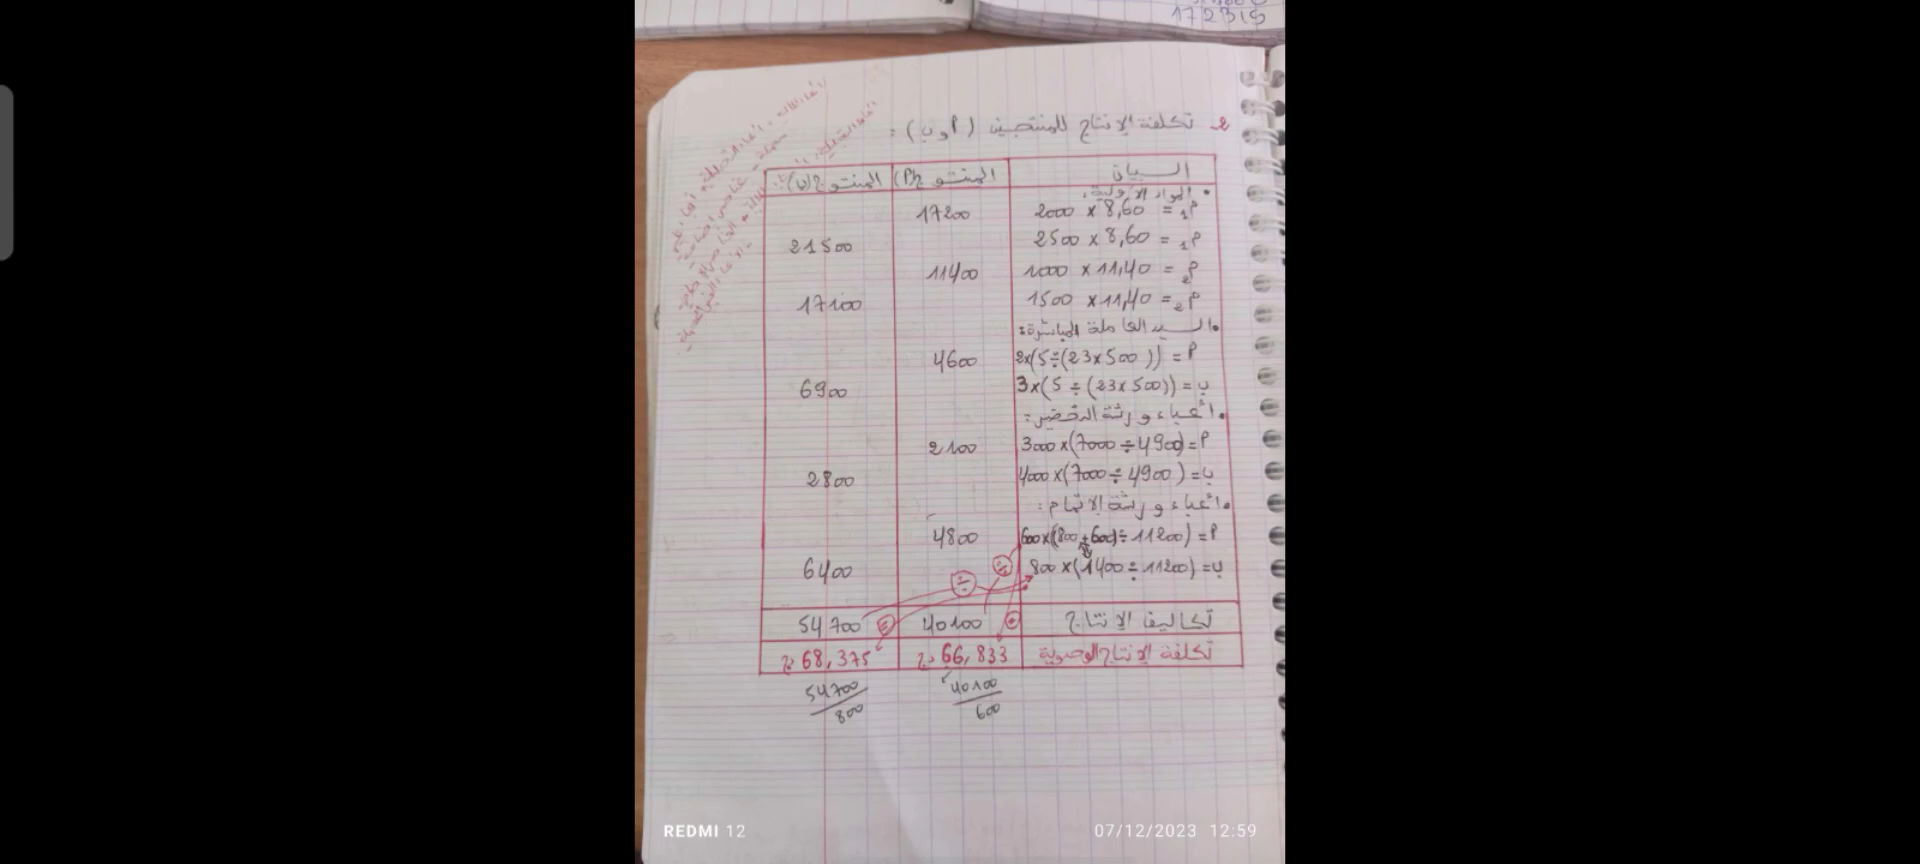 172315
2 ـ تكلفة الإنتاج للمنتجين (أ و ب) :
البيان المنتوج (أ) المنتوج (ب)
• المواد الأولية:
م1 = 8,60 × 2000 17200
م1 = 8,60 × 2500 21500
م2 = 11,40 × 1000 11400
م2 = 11,40 × 1500 17100
• اليد العاملة المباشرة:
أ = ((500×23)÷5)×2 4600
ب = ((500×23)÷5)×3 6900
• أعباء ورشة التحضير:
أ = (4900÷7000)×3000 2100
ب = (4900÷7000)×4000 2800
• أعباء ورشة الإتمام:
أ = (11200÷(600+800)×600 4800
ب = (11200÷1400)×800 6400
تكاليف الإنتاج 40100 54700
تكلفة الإنتاج الوحدوية 66,833 دج 68,375 دج
40100/600 54700/800
REDMI 12
07/12/2023 12:59